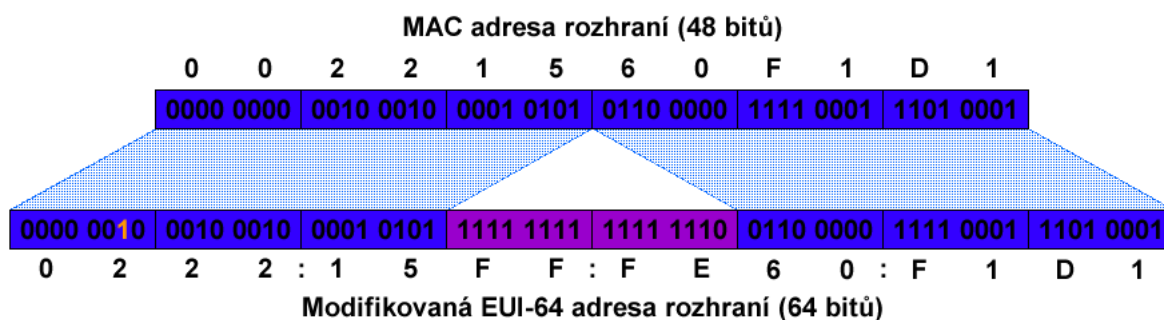 MAC adresa rozhraní (48 bitů)
0 0 2 2 1 5 6 0 F 1 D 1
0000 0000 0010 0010 0001 0101 0110 0000 1111 0001 1101 0001
0000 0010 0010 0010 0001 0101 1111 1111 1111 1110 0110 0000 1111 0001 1101 0001
0 2 2 2 : 1 5 F F : F E 6 0 : F 1 D 1
Modifikovaná EUI-64 adresa rozhraní (64 bitů)